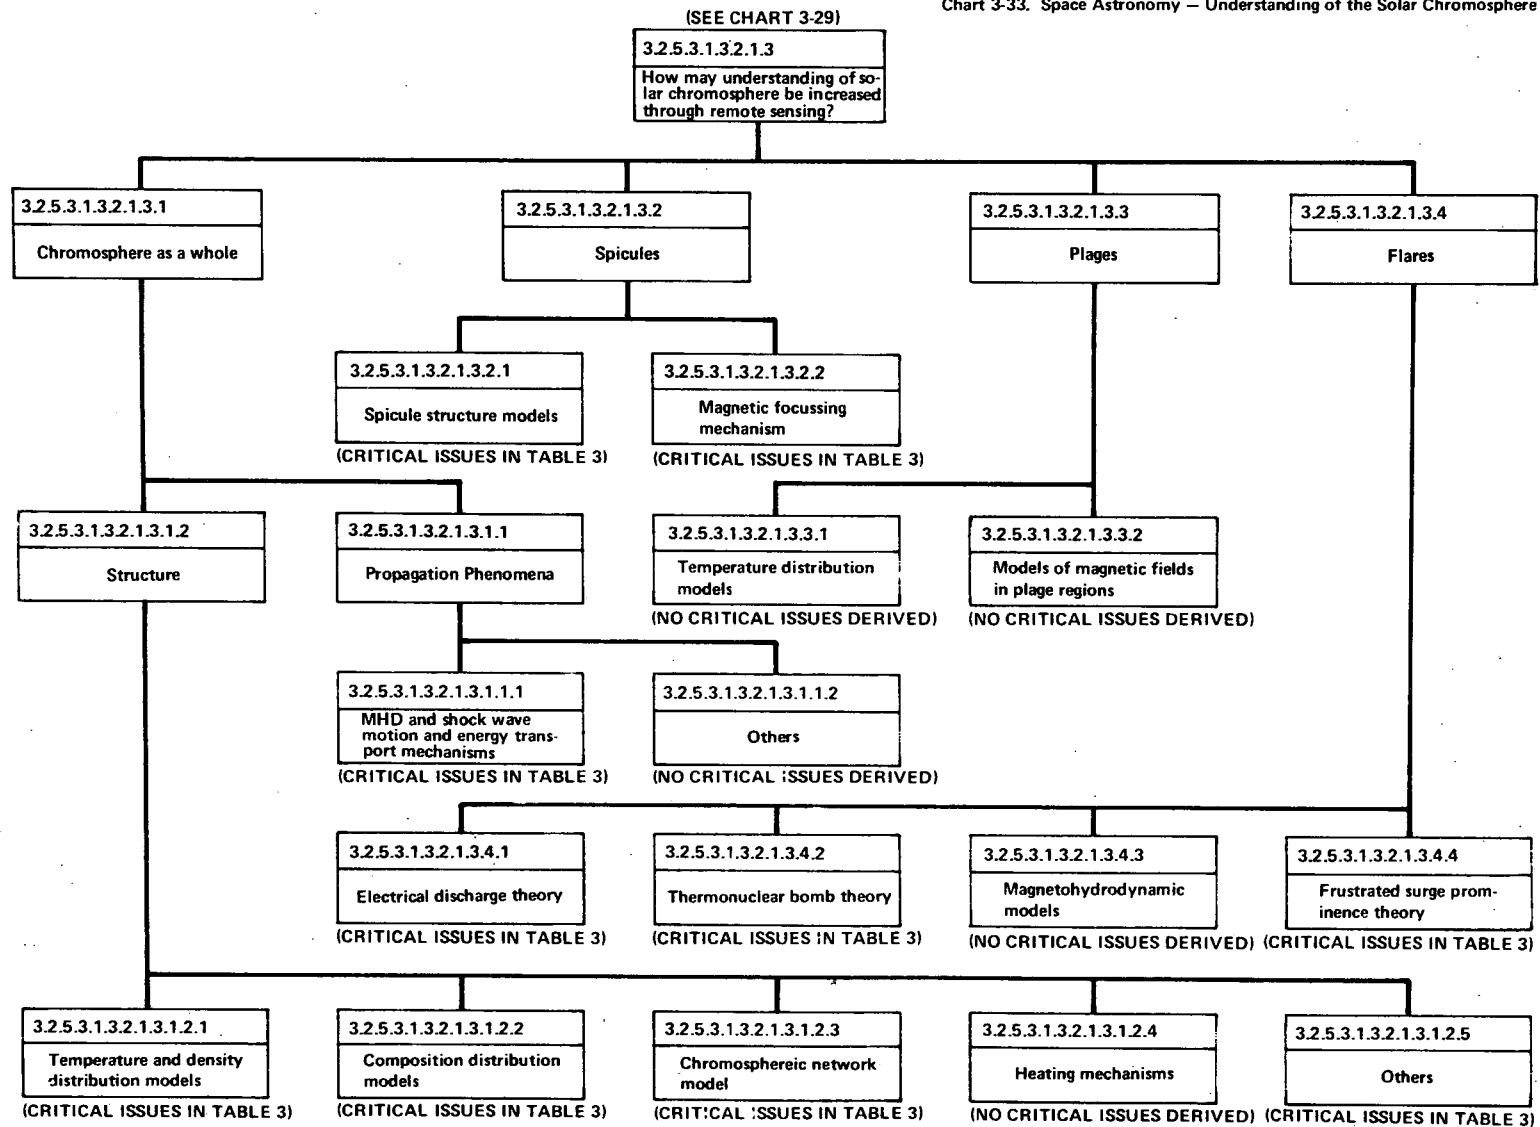 Chart 3-33. Space Astronomy — Understanding of the Solar Chromosphere
(SEE CHART 3-29)
3.2.5.3.1.3.2.1.3
How may understanding of so-
lar chromosphere be increased
through remote sensing?
3.2.5.3.1.3.2.1.3.1
Chromosphere as a whole
3.2.5.3.1.3.2.1.3.2
Spicules
3.2.5.3.1.3.2.1.3.3
Plages
3.2.5.3.1.3.2.1.3.4
Flares
3.2.5.3.1.3.2.1.3.2.1
Spicule structure models
(CRITICAL ISSUES IN TABLE 3)
3.2.5.3.1.3.2.1.3.2.2
Magnetic focussing
mechanism
(CRITICAL ISSUES IN TABLE 3)
3.2.5.3.1.3.2.1.3.1.2
Structure
3.2.5.3.1.3.2.1.3.1.1
Propagation Phenomena
3.2.5.3.1.3.2.1.3.3.1
Temperature distribution
models
(NO CRITICAL ISSUES DERIVED)
3.2.5.3.1.3.2.1.3.3.2
Models of magnetic fields
in plage regions
(NO CRITICAL ISSUES DERIVED)
3.2.5.3.1.3.2.1.3.1.1.1
MHD and shock wave
motion and energy trans-
port mechanisms
(CRITICAL ISSUES IN TABLE 3)
3.2.5.3.1.3.2.1.3.1.1.2
Others
(NO CRITICAL ISSUES DERIVED)
3.2.5.3.1.3.2.1.3.4.1
Electrical discharge theory
(CRITICAL ISSUES IN TABLE 3)
3.2.5.3.1.3.2.1.3.4.2
Thermonuclear bomb theory
(CRITICAL ISSUES IN TABLE 3)
3.2.5.3.1.3.2.1.3.4.3
Magnetohydrodynamic
models
(NO CRITICAL ISSUES DERIVED)
3.2.5.3.1.3.2.1.3.4.4
Frustrated surge prom-
inence theory
(CRITICAL ISSUES IN TABLE 3)
3.2.5.3.1.3.2.1.3.1.2.1
Temperature and density
distribution models
(CRITICAL ISSUES IN TABLE 3)
3.2.5.3.1.3.2.1.3.1.2.2
Composition distribution
models
(CRITICAL ISSUES IN TABLE 3)
3.2.5.3.1.3.2.1.3.1.2.3
Chromosphereic network
model
(CRITICAL ISSUES IN TABLE 3)
3.2.5.3.1.3.2.1.3.1.2.4
Heating mechanisms
(NO CRITICAL ISSUES DERIVED)
3.2.5.3.1.3.2.1.3.1.2.5
Others
(CRITICAL ISSUES IN TABLE 3)